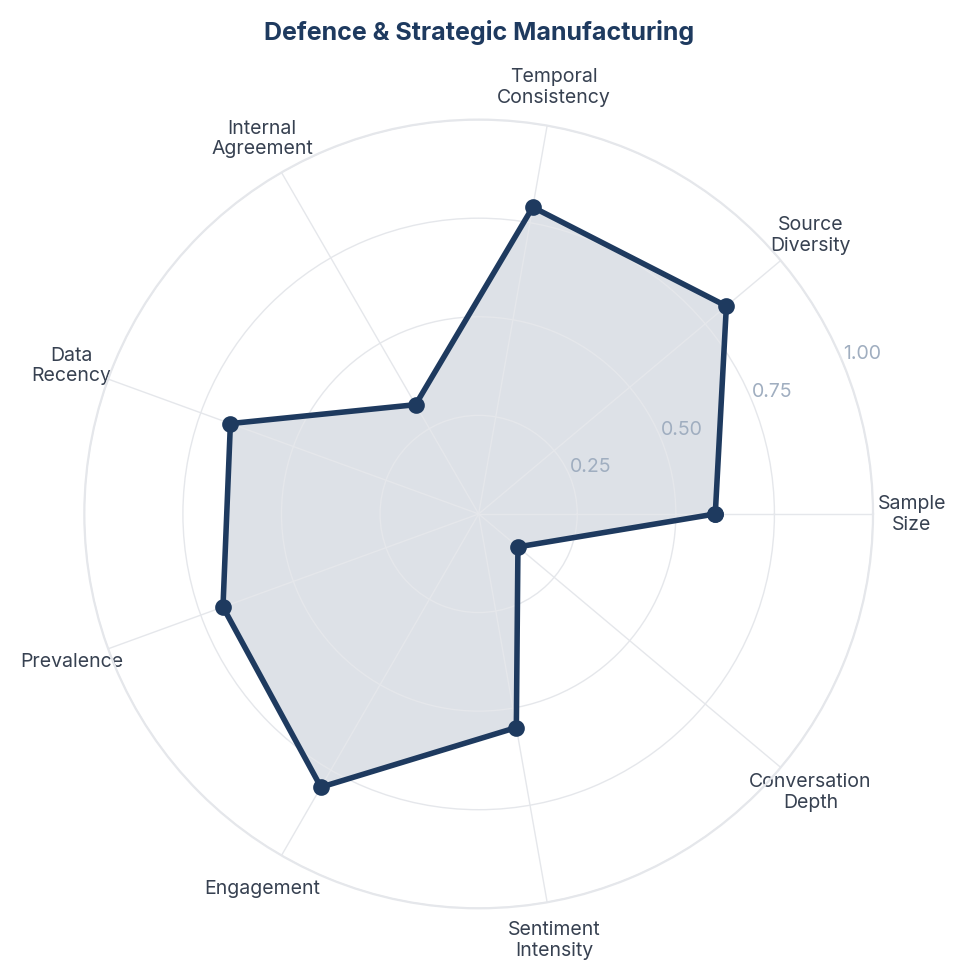 Defence & Strategic Manufacturing
Temporal
Consistency
Internal
Agreement
Source
Diversity
Data
Recency
1.00
0.75
0.50
0.25
Sample
Size
Prevalence
Conversation
Depth
Engagement
Sentiment
Intensity